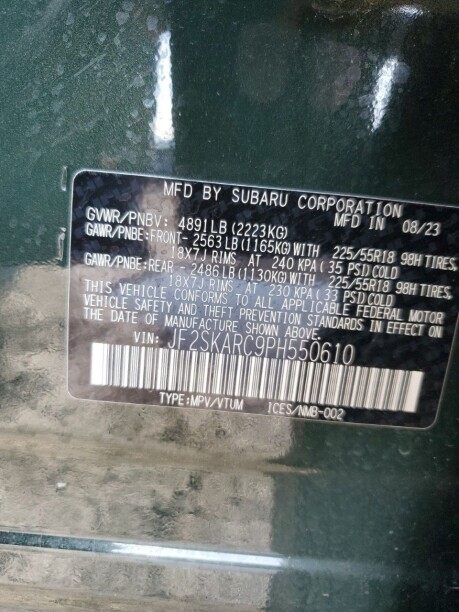 MFD BY SUBARU CORPORATION
MFD IN 08/23
GVWR/PNBV: 4891LB(2223KG)
GAWR/PNBE:FRONT- 2563LB(1165KG)WITH 225/55R18 98H TIRES,
18X7J RIMS AT 240 KPA(35 PSI)COLD
GAWR/PNBE:REAR - 2486LB(1130KG)WITH 225/55R18 98H TIRES,
18X7J RIMS AT 230 KPA(33 PSI)COLD
THIS VEHICLE CONFORMS TO ALL APPLICABLE FEDERAL MOTOR
VEHICLE SAFETY AND THEFT PREVENTION STANDARDS IN EFFECT ON
THE DATE OF MANUFACTURE SHOWN ABOVE.
VIN: JF2SKARC9PH550610
TYPE:MPV/VTUM ICES/NMB-002